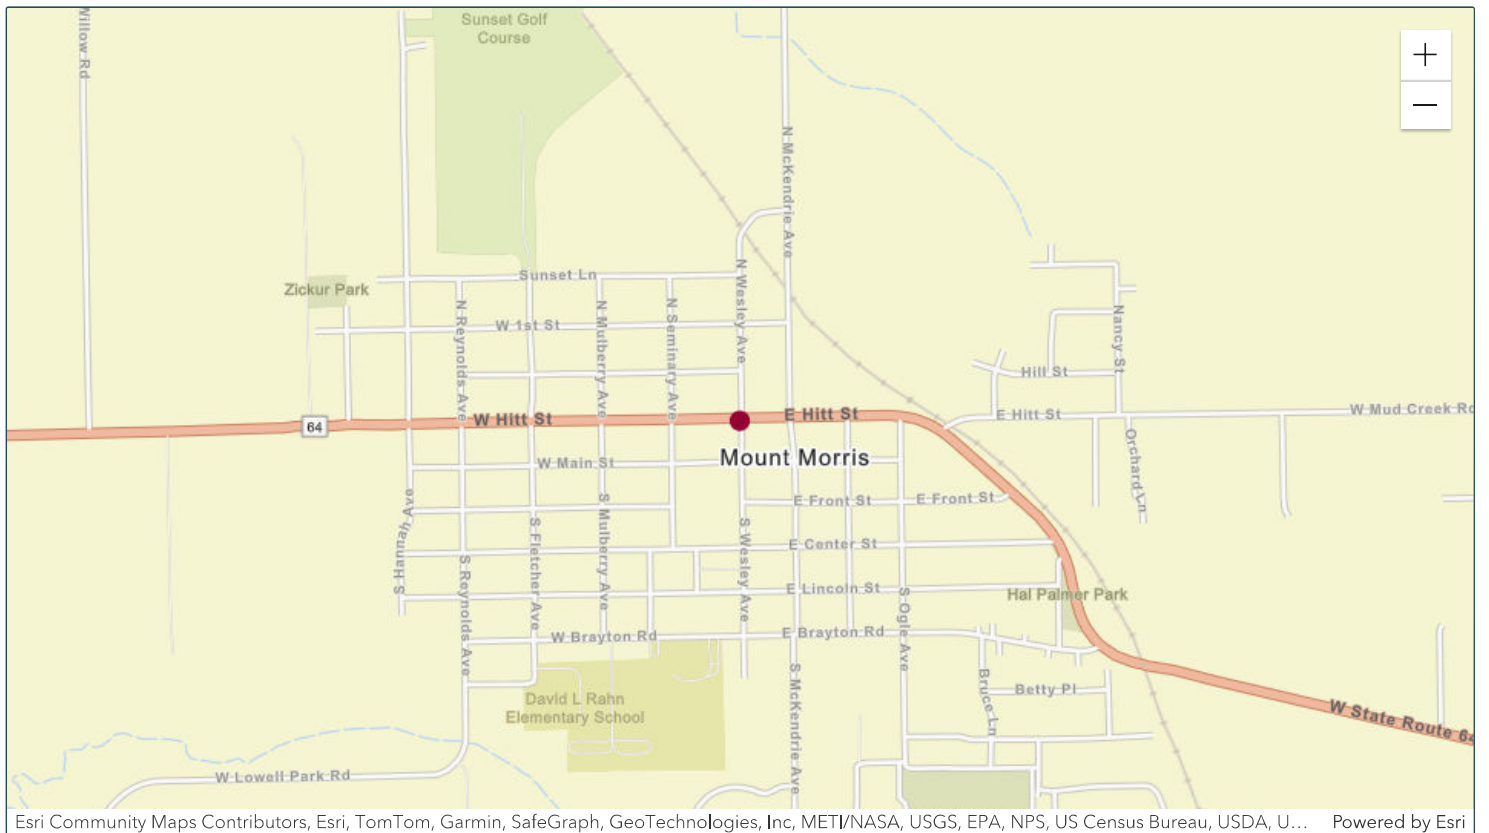 Willow Rd
Sunset Golf
Course
+
−
N McKendrie Ave
Sunset Ln
N Wesley Ave
Zickur Park
N Reynolds Ave
W 1st St
N Mulberry Ave
N Seminary Ave
Nancy St
Hill St
64
W Hitt St
E Hitt St
E Hitt St
W Mud Creek Rd
Orchard Ln
W Main St
Mount Morris
S Hannah Ave
S Mulberry Ave
E Front St
E Front St
S Fletcher Ave
S Wesley Ave
E Center St
S Reynolds Ave
E Lincoln St
S Ogle Ave
Hal Palmer Park
W Brayton Rd
E Brayton Rd
S McKendrie Ave
Bruce Ln
Betty Pl
David L Rahn
Elementary School
W State Route 64
W Lowell Park Rd
Esri Community Maps Contributors, Esri, TomTom, Garmin, SafeGraph, GeoTechnologies, Inc, METI/NASA, USGS, EPA, NPS, US Census Bureau, USDA, U...
Powered by Esri